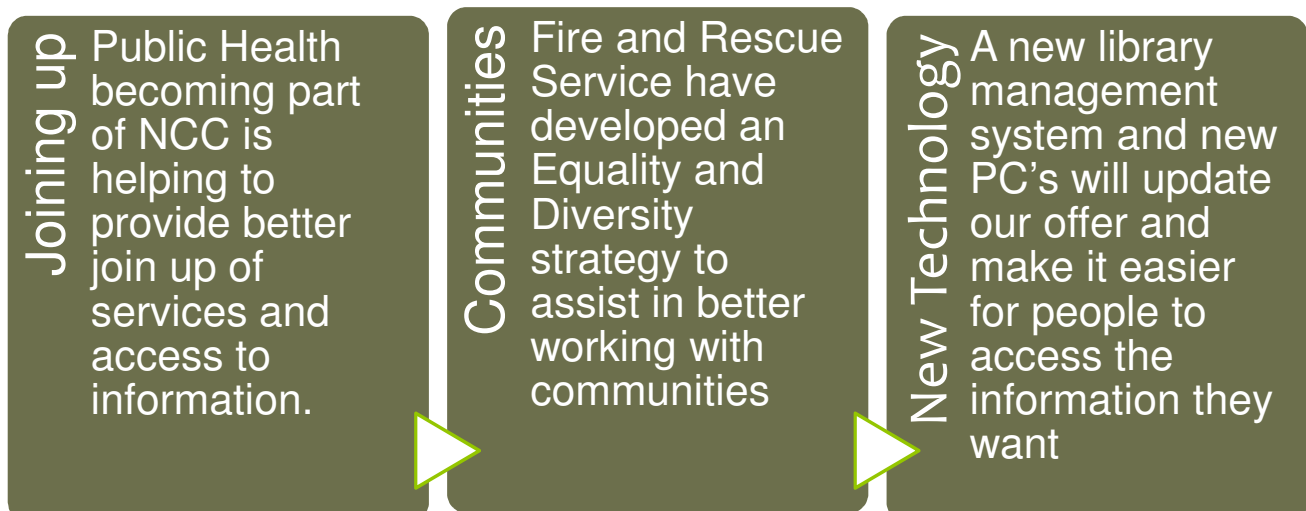 Joining up
Public Health
becoming part
of NCC is
helping to
provide better
join up of
services and
access to
information.
Communities
Fire and Rescue
Service have
developed an
Equality and
Diversity
strategy to
assist in better
working with
communities
New Technology
A new library
management
system and new
PC's will update
our offer and
make it easier
for people to
access the
information they
want